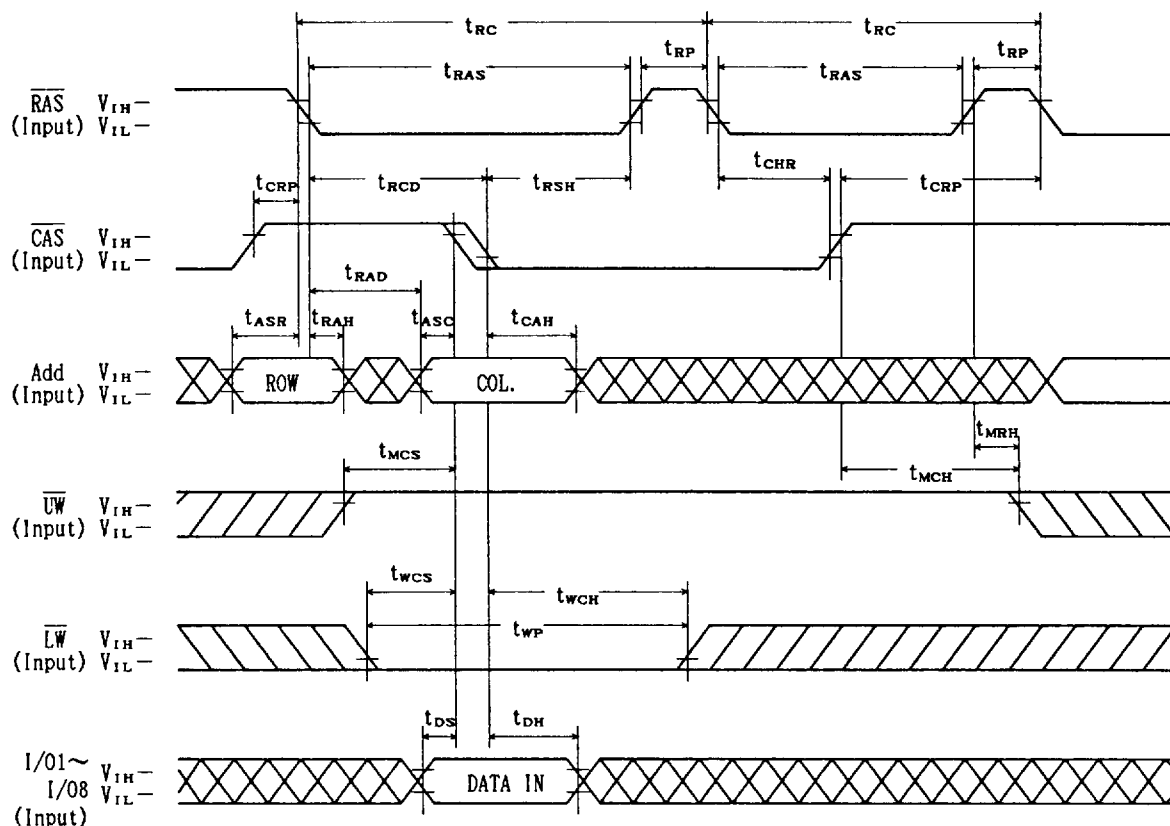 tRC tRC
tRAS tRP tRAS tRP
RAS VIH
(Input) VIL
tCRP tRCD tRSH tCHR tCRP
CAS VIH
(Input) VIL
tRAD
tASR tRAH tASC tCAH
Add VIH
(Input) VIL
ROW COL.
tMRH
tMCS tMCH
UW VIH
(Input) VIL
tWCS tWCH
tWP
LW VIH
(Input) VIL
tDS tDH
I/O1~
I/O8 VIH
VIL
(Input)
DATA IN